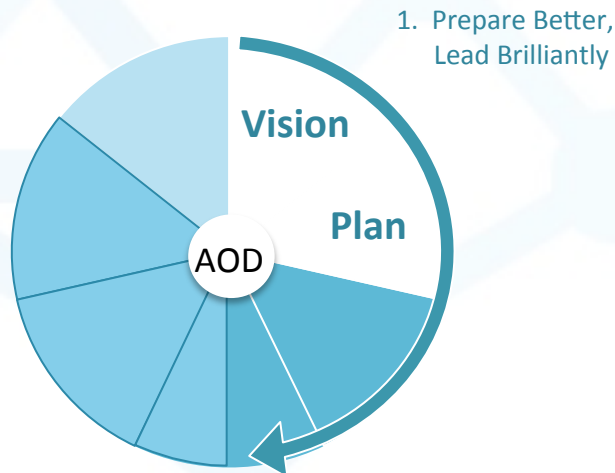 1. Prepare Better,
Lead Brilliantly
Vision
Plan
AOD